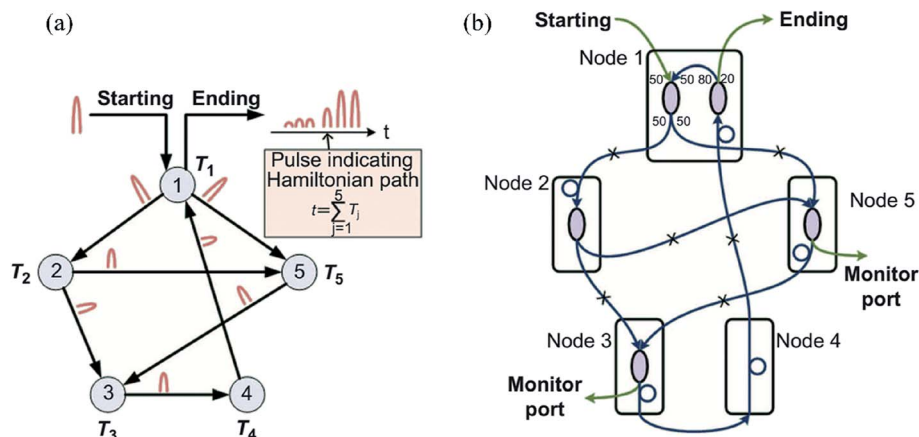 (a)
Starting
Ending
t
T1
1
Pulse indicating
Hamiltonian path
t=∑5j=1 Tj
T2
2
5
T5
3
4
T3
T4
(b)
Starting
Ending
Node 1
50
50
80
20
50
50
Node 2
Node 5
Monitor
port
Node 3
Node 4
Monitor
port